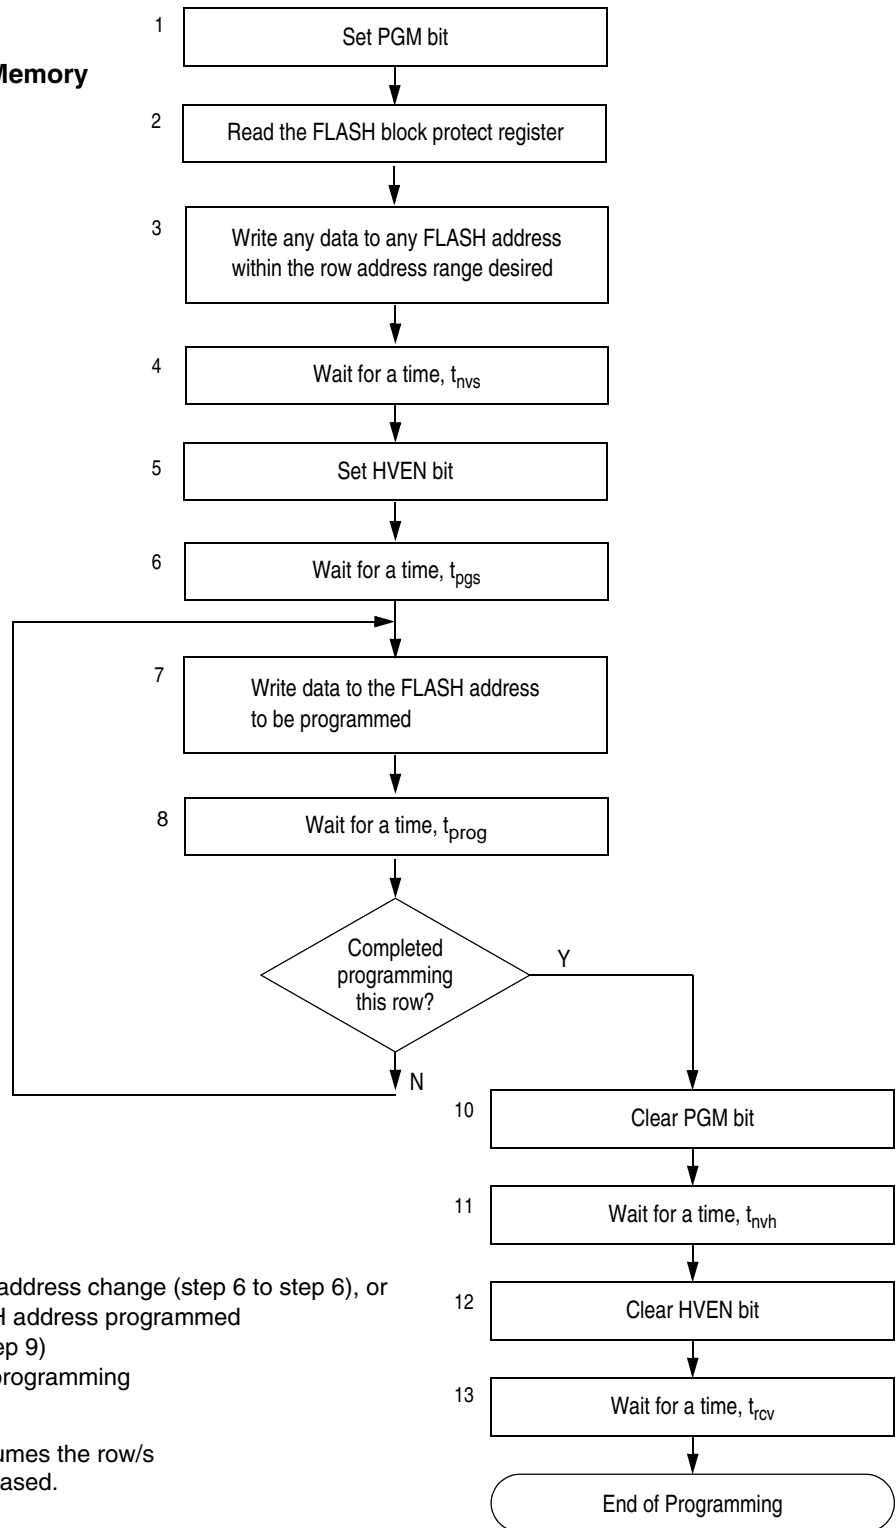 1
Set PGM bit
Memory
2
Read the FLASH block protect register
3
Write any data to any FLASH address
within the row address range desired
4
Wait for a time, tnvs
5
Set HVEN bit
6
Wait for a time, tpgs
7
Write data to the FLASH address
to be programmed
8
Wait for a time, tprog
Completed
programming
this row?
Y
N
10
Clear PGM bit
11
Wait for a time, tnvh
address change (step 6 to step 6), or
address programmed
12
Clear HVEN bit
9)
programming
13
Wait for a time, trcv
the row/s
End of Programming